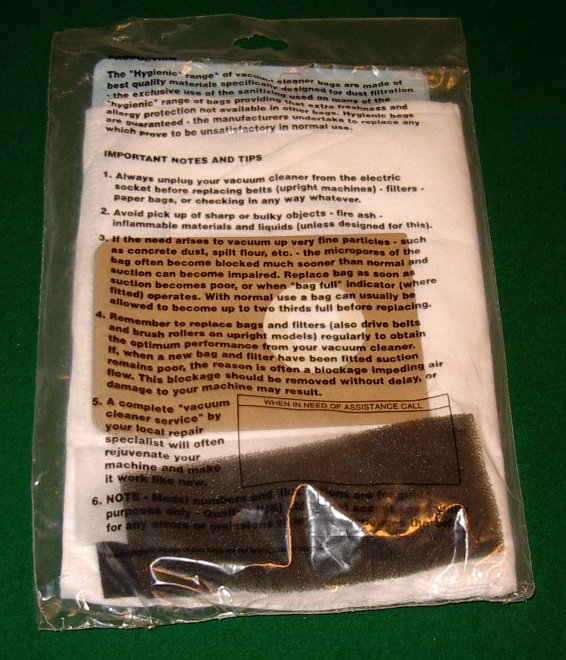 PRODUCTION
The "Hygienic" range* of vacuum cleaner bags are made of
best quality materials specifically designed for dust filtration
- the exclusive use of the sanitizing used on many of the
"hygienic" range of bags providing that extra freshness and
allergy protection not available in other bags. Hygienic bags
are guaranteed - the manufacturers undertake to replace any
which prove to be unsatisfactory in normal use.
IMPORTANT NOTES AND TIPS
1. Always unplug your vacuum cleaner from the electric
socket before replacing belts (upright machines) - filters -
paper bags, or checking in any way whatever.
2. Avoid pick up of sharp or bulky objects - fire ash -
inflammable materials and liquids (unless designed for this).
3. If the need arises to vacuum up very fine particles - such
as concrete dust, spilt flour, etc. - the micropores of the
bag often become blocked much sooner than normal and
suction can become impaired. Replace bag as soon as
suction becomes poor, or when "bag full" indicator (where
fitted) operates. With normal use a bag can usually be
allowed to become up to two thirds full before replacing.
4. Remember to replace bags and filters (also drive belts
and brush rollers on upright models) regularly to obtain
the optimum performance from your vacuum cleaner.
If, when a new bag and filter have been fitted suction
remains poor, the reason is often a blockage impeding air
flow. This blockage should be removed without delay, or
damage to your machine may result.
5. A complete "vacuum
cleaner service" by
your local repair
specialist will often
rejuvenate your
machine and make
it work like new.
WHEN IN NEED OF ASSISTANCE CALL
6. NOTE - Model numbers and are for
purposes only - accept
for any errors or omissions